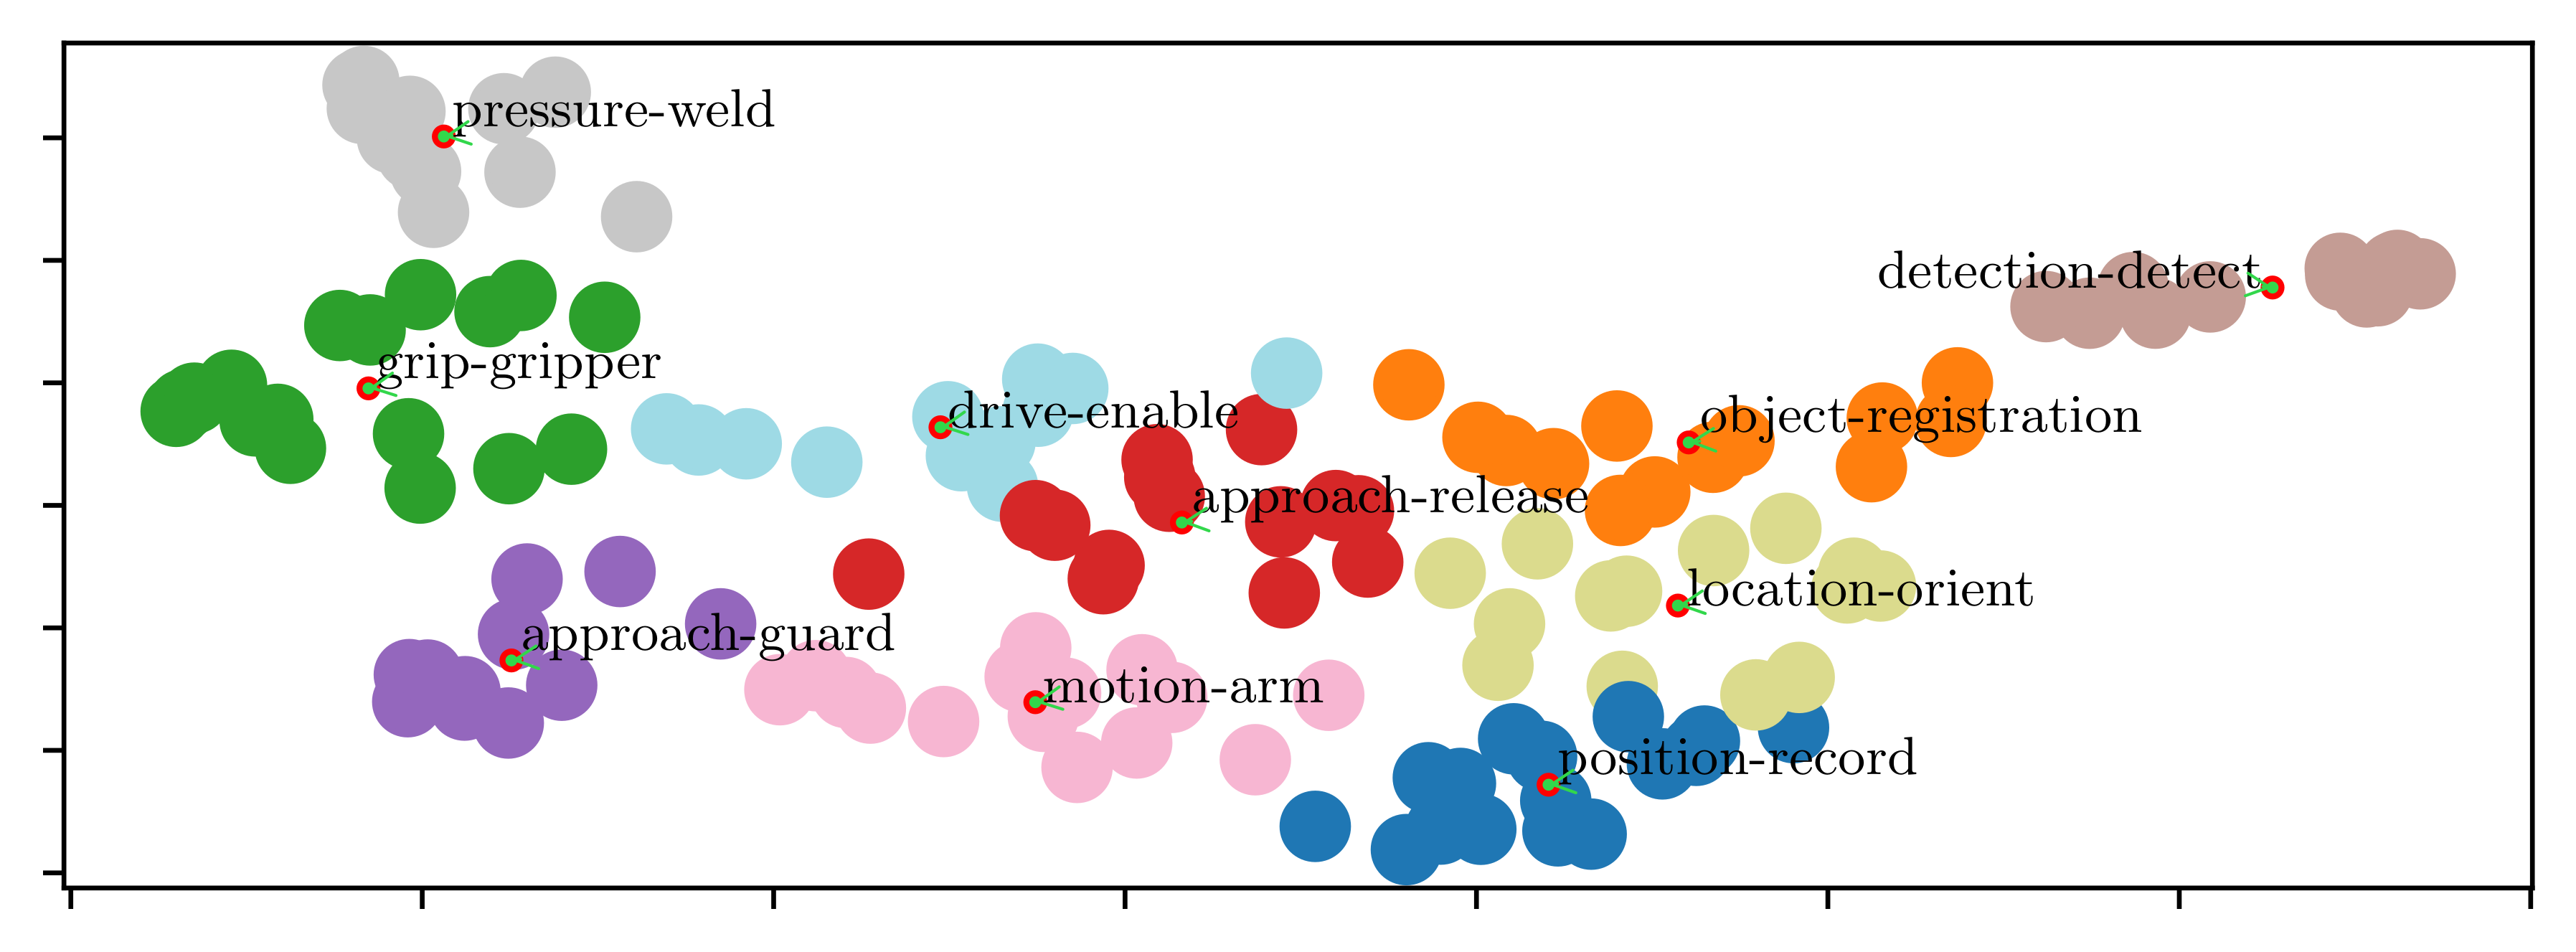 pressure-weld
detection-detect
grip-gripper
drive-enable
object-registration
approach-release
location-orient
approach-guard
motion-arm
position-record